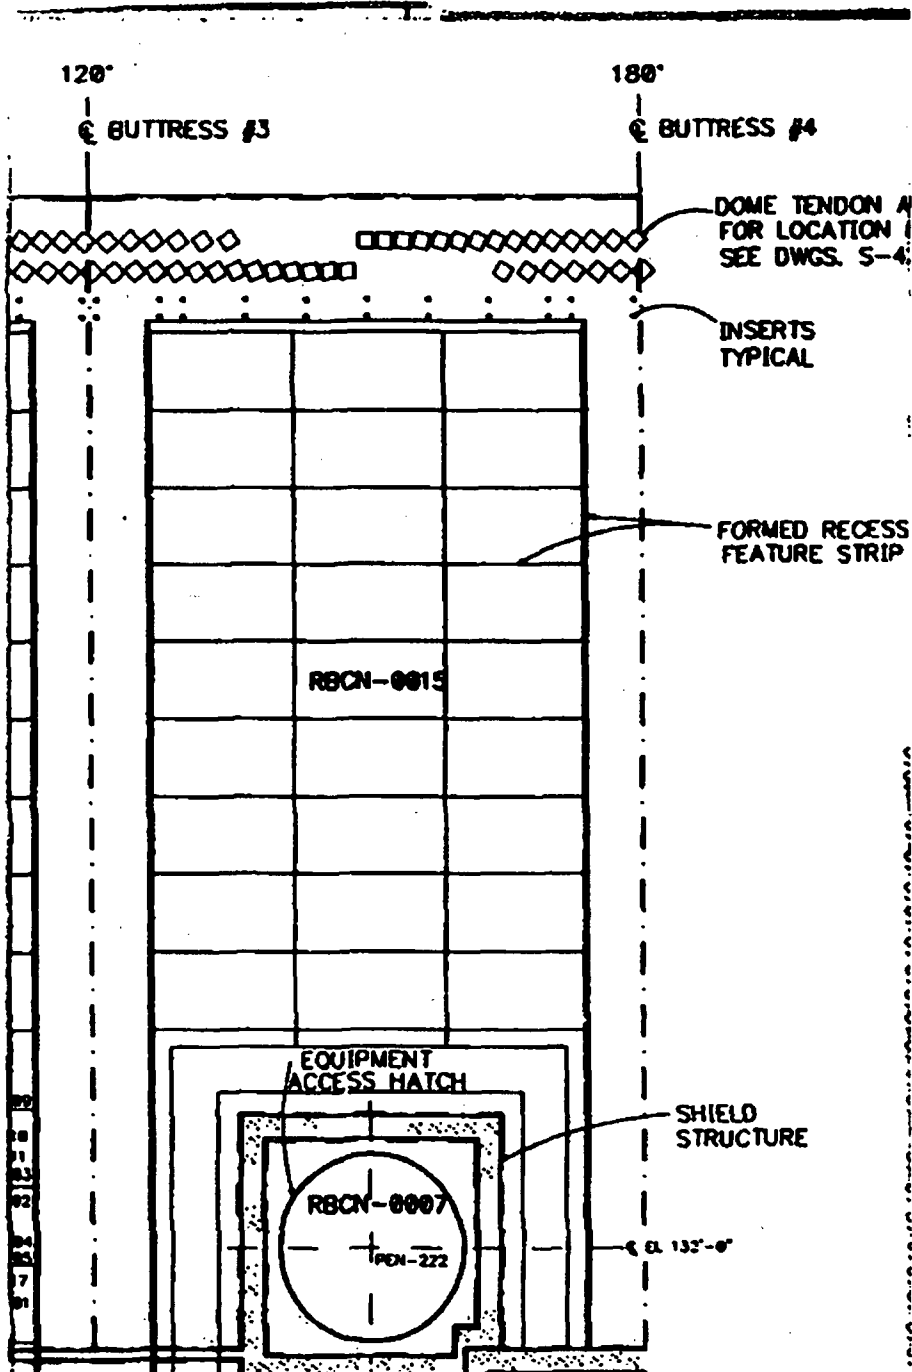 120°
180°
℄ BUTTRESS #3
℄ BUTTRESS #4
DOME TENDON
FOR LOCATION
SEE DWGS. S-4
INSERTS
TYPICAL
FORMED RECESS
FEATURE STRIP
RBCN-0015
EQUIPMENT
ACCESS HATCH
SHIELD
STRUCTURE
RBCN-0007
PEN-222
℄ EL 132'-0"